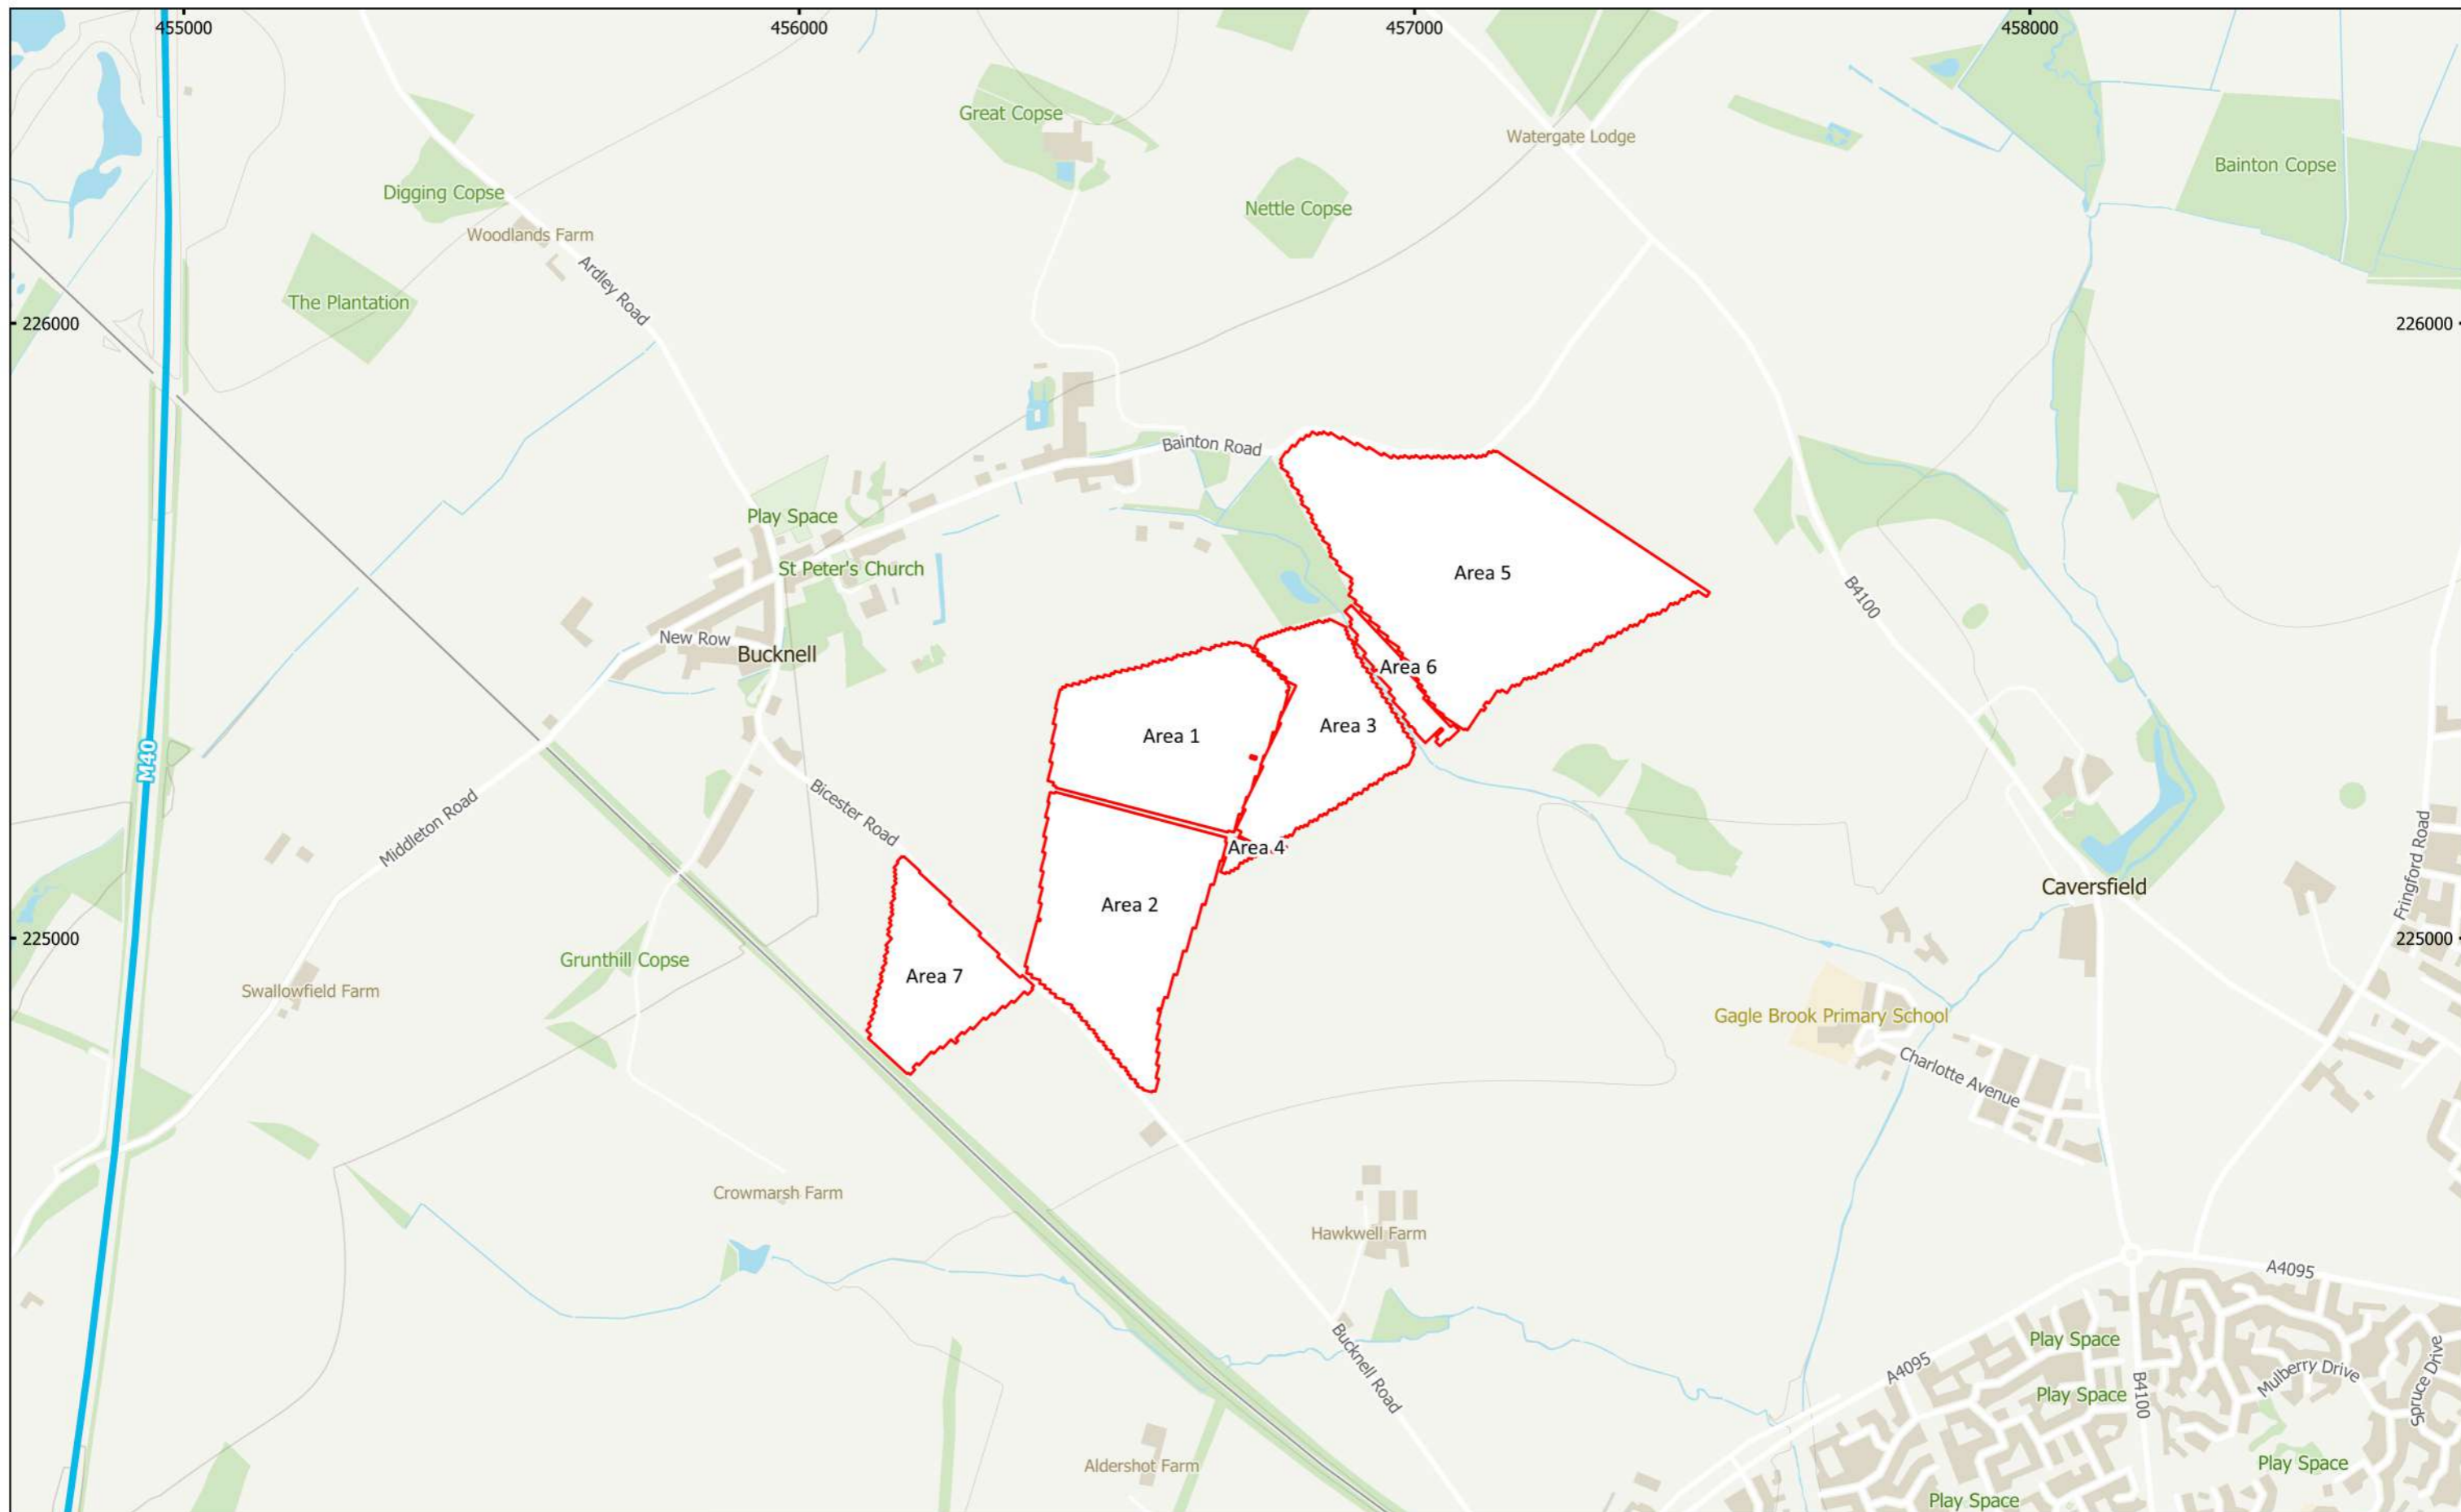 455000
456000
457000
458000
Great Copse
Watergate Lodge
Bainton Copse
Digging Copse
Nettle Copse
Woodlands Farm
Ardley Road
The Plantation
226000
226000
Bainton Road
Play Space
St Peter's Church
Area 5
B4100
New Row
Bucknell
Area 6
Area 3
Area 1
M40
Bicester Road
Middleton Road
Area 4
Fringford Road
Caversfield
Area 2
225000
225000
Grunthill Copse
Area 7
Swallowfield Farm
Gagle Brook Primary School
Charlotte Avenue
Crowmarsh Farm
Hawkwell Farm
A4095
Play Space
Bucknell Road
A4095
Mulberry Drive
Spruce Drive
Play Space
B4100
Aldershot Farm
Play Space
Play Space